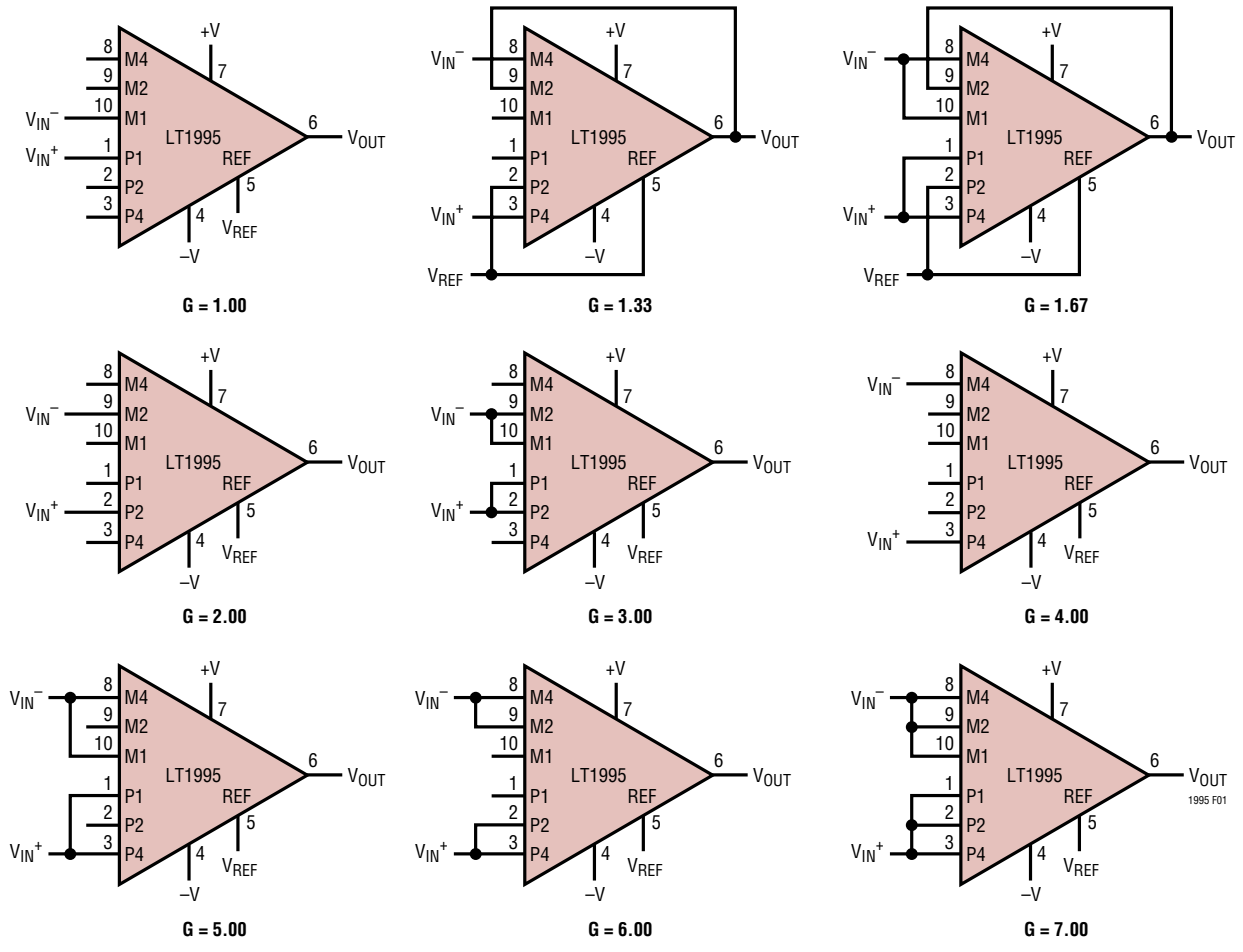 +V
8 M4
7
9 M2
V_IN^- 10 M1
LT1995
6 V_OUT
V_IN^+ 1 P1
REF
2 P2
5
3 P4
4
V_REF
–V
G = 1.00
+V
V_IN^- 8 M4
7
9 M2
10 M1
LT1995
6 V_OUT
1 P1
REF
2 P2
5
V_IN^+ 3 P4
4
–V
V_REF
G = 1.33
+V
V_IN^- 8 M4
7
9 M2
10 M1
LT1995
6 V_OUT
1 P1
REF
2 P2
5
V_IN^+ 3 P4
4
–V
V_REF
G = 1.67
+V
8 M4
7
V_IN^- 9 M2
10 M1
LT1995
6 V_OUT
1 P1
REF
V_IN^+ 2 P2
5
3 P4
4
V_REF
–V
G = 2.00
+V
8 M4
7
V_IN^- 9 M2
10 M1
LT1995
6 V_OUT
1 P1
REF
V_IN^+ 2 P2
5
3 P4
4
V_REF
–V
G = 3.00
+V
V_IN^- 8 M4
7
9 M2
10 M1
LT1995
6 V_OUT
1 P1
REF
2 P2
5
V_IN^+ 3 P4
4
V_REF
–V
G = 4.00
+V
V_IN^- 8 M4
7
9 M2
10 M1
LT1995
6 V_OUT
1 P1
REF
2 P2
5
V_IN^+ 3 P4
4
V_REF
–V
G = 5.00
+V
V_IN^- 8 M4
7
9 M2
10 M1
LT1995
6 V_OUT
1 P1
REF
2 P2
5
V_IN^+ 3 P4
4
V_REF
–V
G = 6.00
+V
V_IN^- 8 M4
7
9 M2
10 M1
LT1995
6 V_OUT
1995 F01
1 P1
REF
2 P2
5
V_IN^+ 3 P4
4
V_REF
–V
G = 7.00